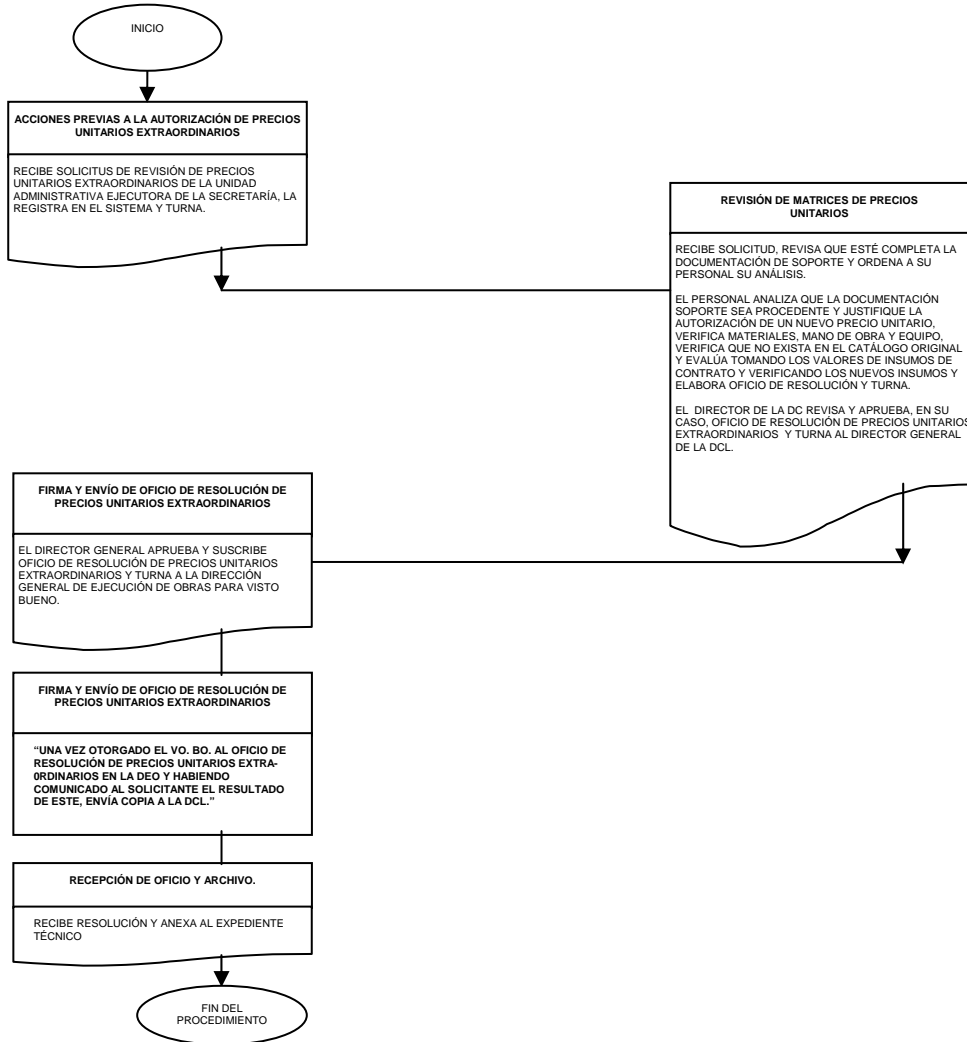 INICIO
ACCIONES PREVIAS A LA AUTORIZACIÓN DE PRECIOS
UNITARIOS EXTRAORDINARIOS
RECIBE SOLICITUS DE REVISIÓN DE PRECIOS
UNITARIOS EXTRAORDINARIOS DE LA UNIDAD
ADMINISTRATIVA EJECUTORA DE LA SECRETARÍA, LA
REGISTRA EN EL SISTEMA Y TURNA.
REVISIÓN DE MATRICES DE PRECIOS
UNITARIOS
RECIBE SOLICITUD, REVISA QUE ESTÉ COMPLETA LA
DOCUMENTACIÓN DE SOPORTE Y ORDENA A SU
PERSONAL SU ANÁLISIS.
EL PERSONAL ANALIZA QUE LA DOCUMENTACIÓN
SOPORTE SEA PROCEDENTE Y JUSTIFIQUE LA
AUTORIZACIÓN DE UN NUEVO PRECIO UNITARIO,
VERIFICA MATERIALES, MANO DE OBRA Y EQUIPO,
VERIFICA QUE NO EXISTA EN EL CATÁLOGO ORIGINAL
Y EVALÚA TOMANDO LOS VALORES DE INSUMOS DE
CONTRATO Y VERIFICANDO LOS NUEVOS INSUMOS Y
ELABORA OFICIO DE RESOLUCIÓN Y TURNA.
EL DIRECTOR DE LA DC REVISA Y APRUEBA, EN SU
CASO, OFICIO DE RESOLUCIÓN DE PRECIOS UNITARIOS
EXTRAORDINARIOS Y TURNA AL DIRECTOR GENERAL
DE LA DCL.
FIRMA Y ENVÍO DE OFICIO DE RESOLUCIÓN DE
PRECIOS UNITARIOS EXTRAORDINARIOS
EL DIRECTOR GENERAL APRUEBA Y SUSCRIBE
OFICIO DE RESOLUCIÓN DE PRECIOS UNITARIOS
EXTRAORDINARIOS Y TURNA A LA DIRECCIÓN
GENERAL DE EJECUCIÓN DE OBRAS PARA VISTO
BUENO.
FIRMA Y ENVÍO DE OFICIO DE RESOLUCIÓN DE
PRECIOS UNITARIOS EXTRAORDINARIOS
“UNA VEZ OTORGADO EL VO. BO. AL OFICIO DE
RESOLUCIÓN DE PRECIOS UNITARIOS EXTRA-
0RDINARIOS EN LA DEO Y HABIENDO
COMUNICADO AL SOLICITANTE EL RESULTADO
DE ESTE, ENVÍA COPIA A LA DCL.”
RECEPCIÓN DE OFICIO Y ARCHIVO.
RECIBE RESOLUCIÓN Y ANEXA AL EXPEDIENTE
TÉCNICO
FIN DEL
PROCEDIMIENTO